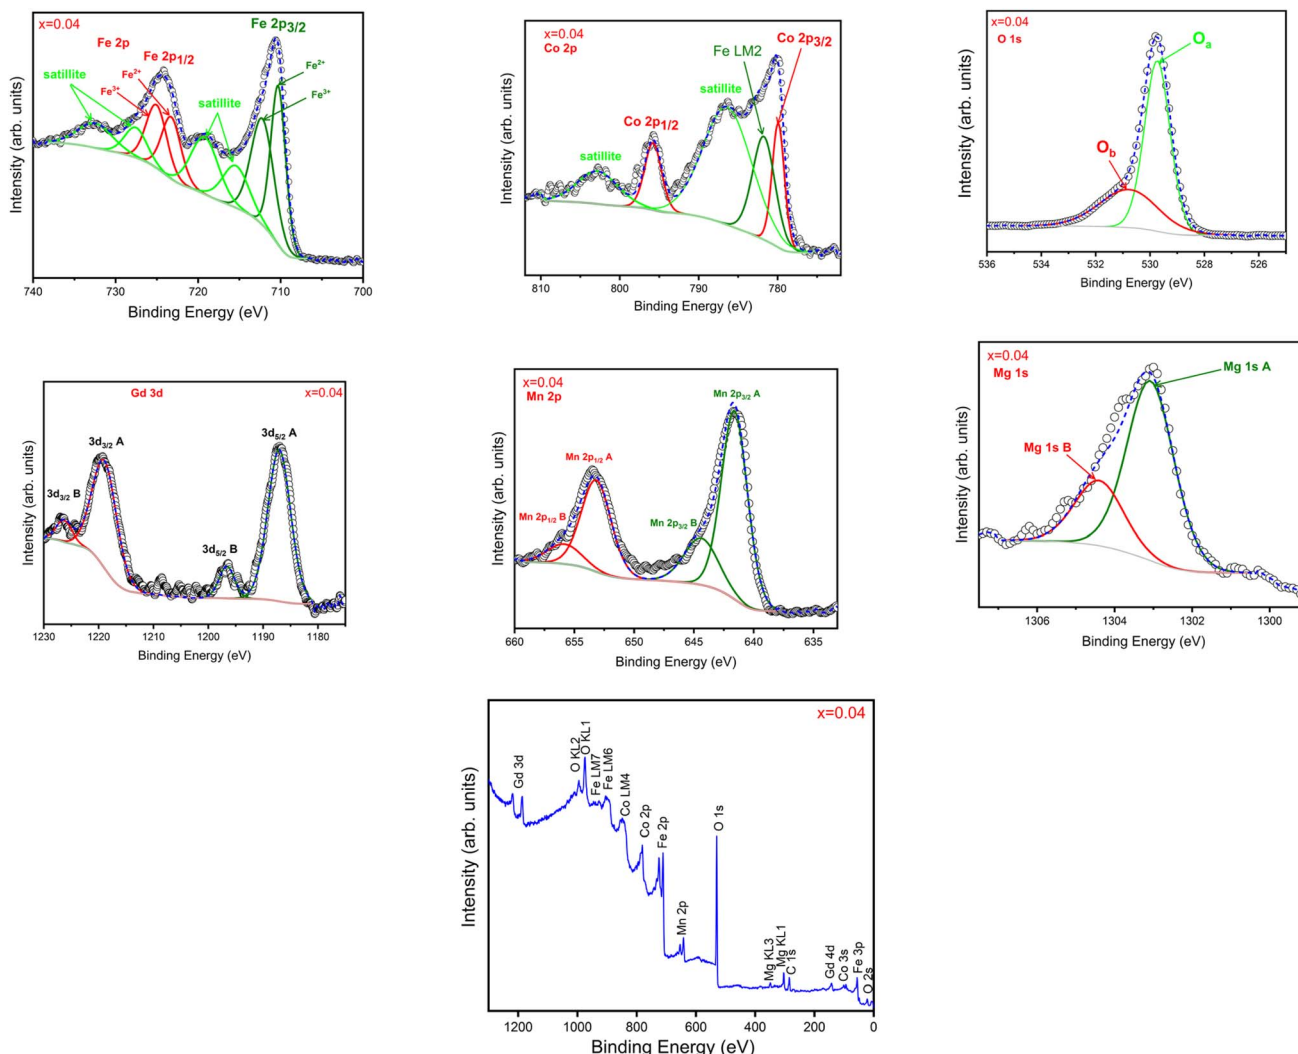 x=0.04
Fe 2p3/2
Fe 2p
Fe 2p1/2
satillite
Fe2+
Fe3+
satillite
Fe2+
Fe3+
Intensity (arb. units)
740 730 720 710 700
Binding Energy (eV)
x=0.04
Co 2p
Fe LM2
Co 2p3/2
satillite
Co 2p1/2
satillite
Intensity (arb. units)
810 800 790 780
Binding Energy (eV)
x=0.04
O 1s
Oa
Ob
Intensity (arb. units)
536 534 532 530 528 526
Binding Energy (eV)
Gd 3d
x=0.04
3d3/2 A
3d5/2 A
3d3/2 B
3d5/2 B
Intensity (arb. units)
1230 1220 1210 1200 1190 1180
Binding Energy (eV)
x=0.04
Mn 2p
Mn 2p3/2 A
Mn 2p1/2 A
Mn 2p1/2 B
Mn 2p3/2 B
Intensity (arb. units)
660 655 650 645 640 635
Binding Energy (eV)
x=0.04
Mg 1s
Mg 1s A
Mg 1s B
Intensity (arb. units)
1306 1304 1302 1300
Binding Energy (eV)
x=0.04
Gd 3d
O KL2
O KL1
Fe LM7
Fe LM6
Co LM4
Co 2p
Fe 2p
Mn 2p
O 1s
Mg KL3
Mg KL1
C 1s
Gd 4d
Co 3s
Fe 3p
O 2s
Intensity (arb. units)
1200 1000 800 600 400 200 0
Binding Energy (eV)